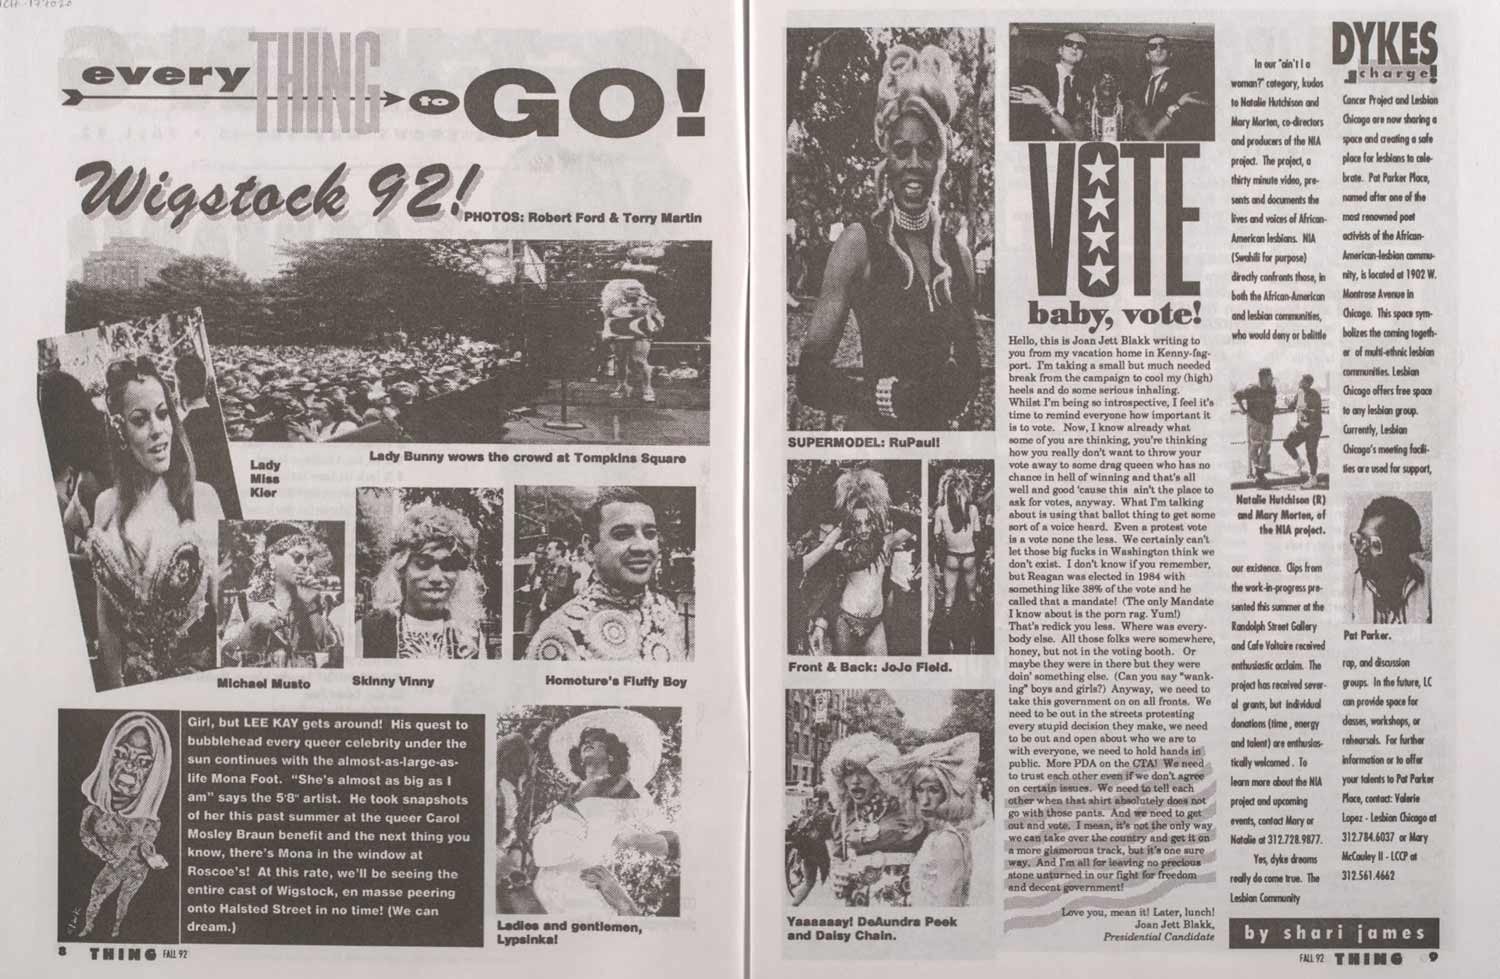 every THING to GO!
Wigstock 92!
PHOTOS: Robert Ford & Terry Martin
Lady Bunny wows the crowd at Tompkins Square
Lady
Miss
Kier
Michael Musto
Skinny Vinny
Homoture's Fluffy Boy
Girl, but LEE KAY gets around! His quest to
bubblehead every queer celebrity under the
sun continues with the almost-as-large-as-
life Mona Foot. "She's almost as big as I
am" says the 5'8" artist. He took snapshots
of her this past summer at the queer Carol
Mosley Braun benefit and the next thing you
know, there's Mona in the window at
Roscoe's! At this rate, we'll be seeing the
entire cast of Wigstock, en masse peering
onto Halsted Street in no time! (We can
dream.)
Ladies and gentlemen,
Lypsinka!
8 THING FALL 92
SUPERMODEL: RuPaul!
Front & Back: JoJo Field.
Yaaaaaay! DeAundra Peek
and Daisy Chain.
VOTE
baby, vote!
Hello, this is Joan Jett Blakk writing to
you from my vacation home in Kenny-fag-
port. I'm taking a small but much needed
break from the campaign to cool my (high)
heels and do some serious inhaling.
Whilst I'm being so introspective, I feel it's
time to remind everyone how important it
is to vote. Now, I know already what
some of you are thinking, you're thinking
how you really don't want to throw your
vote away to some drag queen who has no
chance in hell of winning and that's all
well and good 'cause this ain't the place to
ask for votes, anyway. What I'm talking
about is using that ballot thing to get some
sort of a voice heard. Even a protest vote
is a vote none the less. We certainly can't
let those big fucks in Washington think we
don't exist. I don't know if you remember,
but Reagan was elected in 1984 with
something like 38% of the vote and he
called that a mandate! (The only Mandate
I know about is the porn rag. Yum!)
That's redick you less. Where was every-
body else. All those folks were somewhere,
honey, but not in the voting booth. Or
maybe they were in there but they were
doin' something else. (Can you say "wank-
ing" boys and girls?) Anyway, we need to
take this government on on all fronts. We
need to be out in the streets protesting
every stupid decision they make, we need
to be out and open about who we are to
with everyone, we need to hold hands in
public. More PDA on the CTA! We need
to trust each other even if we don't agree
on certain issues. We need to tell each
other when that shirt absolutely does not
go with those pants. And we need to get
out and vote. I mean, it's not the only way
we can take over the country and get it on
a more glamorous track, but it's one sure
way. And I'm all for leaving no precious
stone unturned in our fight for freedom
and decent government!
Love you, mean it! Later, lunch!
Joan Jett Blakk,
Presidential Candidate
DYKES
charge!
In our "ain't I a
woman?" category, kudos
to Natalie Hutchison and
Mary Morten, co-directors
and producers of the NIA
project. The project, a
thirty minute video, pre-
sents and documents the
lives and voices of African-
American lesbians. NIA
(Swahili for purpose)
directly confronts those, in
both the African-American
and lesbian communities,
who would deny or belittle
Natalie Hutchison (R)
and Mary Morten, of
the NIA project.
our existence. Clips from
the work-in-progress pre-
sented this summer at the
Randolph Street Gallery
and Cafe Voltaire received
enthusiastic acclaim. The
project has received sever-
al grants, but individual
donations (time, energy
and talent) are enthusias-
tically welcomed. To
learn more about the NIA
project and upcoming
events, contact Mary or
Natalie at 312.728.9877.
Yes, dyke dreams
really do come true. The
Lesbian Community
Cancer Project and Lesbian
Chicago are now sharing a
space and creating a safe
place for lesbians to cele-
brate. Pat Parker Place,
named after one of the
most renowned poet
activists of the African-
American-lesbian commu-
nity, is located at 1902 W.
Montrose Avenue in
Chicago. This space sym-
bolizes the coming togeth-
er of multi-ethnic lesbian
communities. Lesbian
Chicago offers free space
to any lesbian group.
Currently, Lesbian
Chicago's meeting facili-
ties are used for support,
Pat Parker.
rap, and discussion
groups. In the future, LC
can provide space for
classes, workshops, or
rehearsals. For further
information or to offer
your talents to Pat Parker
Place, contact: Valerie
Lopez - Lesbian Chicago at
312.784.6037 or Mary
McCauley II - LCCP at
312.561.4662
by shari james
FALL 92 THING 9